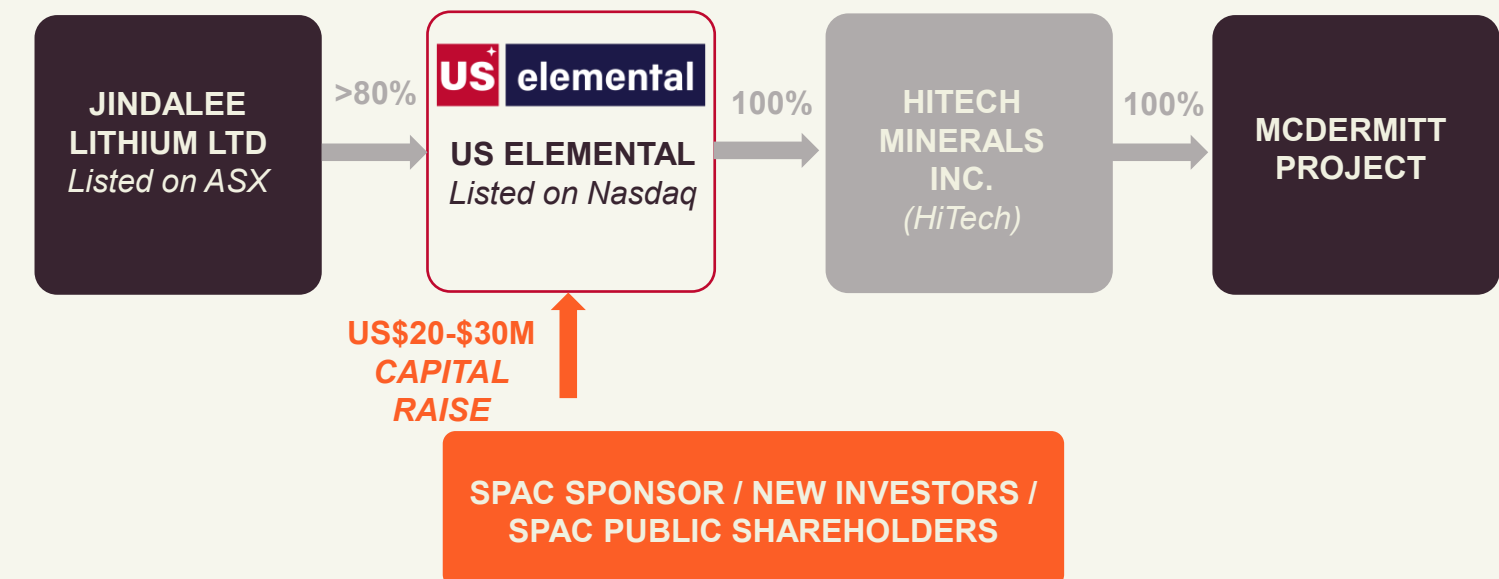 JINDALEE
LITHIUM LTD
Listed on ASX
>80%
US elemental
US ELEMENTAL
Listed on Nasdaq
100%
HITECH
MINERALS
INC.
(HiTech)
100%
MCDERMITT
PROJECT
US$20-$30M
CAPITAL
RAISE
SPAC SPONSOR / NEW INVESTORS /
SPAC PUBLIC SHAREHOLDERS